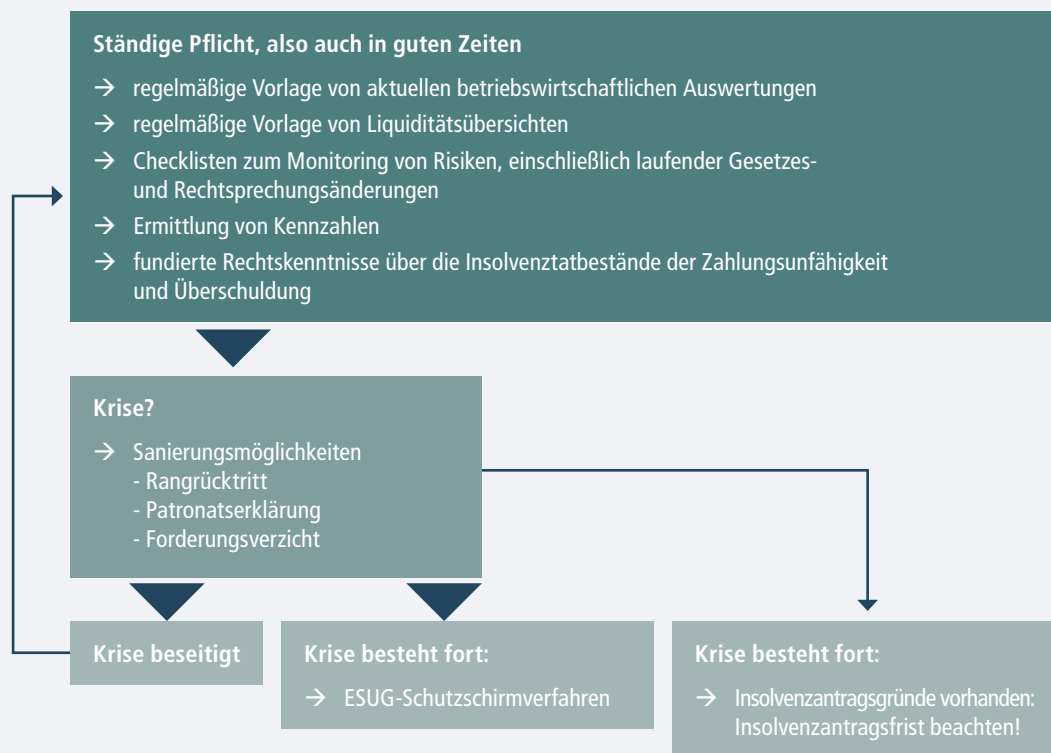 Ständige Pflicht, also auch in guten Zeiten
→ regelmäßige Vorlage von aktuellen betriebswirtschaftlichen Auswertungen
→ regelmäßige Vorlage von Liquiditätsübersichten
→ Checklisten zum Monitoring von Risiken, einschließlich laufender Gesetzes-
und Rechtsprechungsänderungen
→ Ermittlung von Kennzahlen
→ fundierte Rechtskenntnisse über die Insolvenztatbestände der Zahlungsunfähigkeit
und Überschuldung
Krise?
→ Sanierungsmöglichkeiten
- Rangrücktritt
- Patronatserklärung
- Forderungsverzicht
Krise beseitigt
Krise besteht fort:
→ ESUG-Schutzschirmverfahren
Krise besteht fort:
→ Insolvenzantragsgründe vorhanden:
Insolvenzantragsfrist beachten!